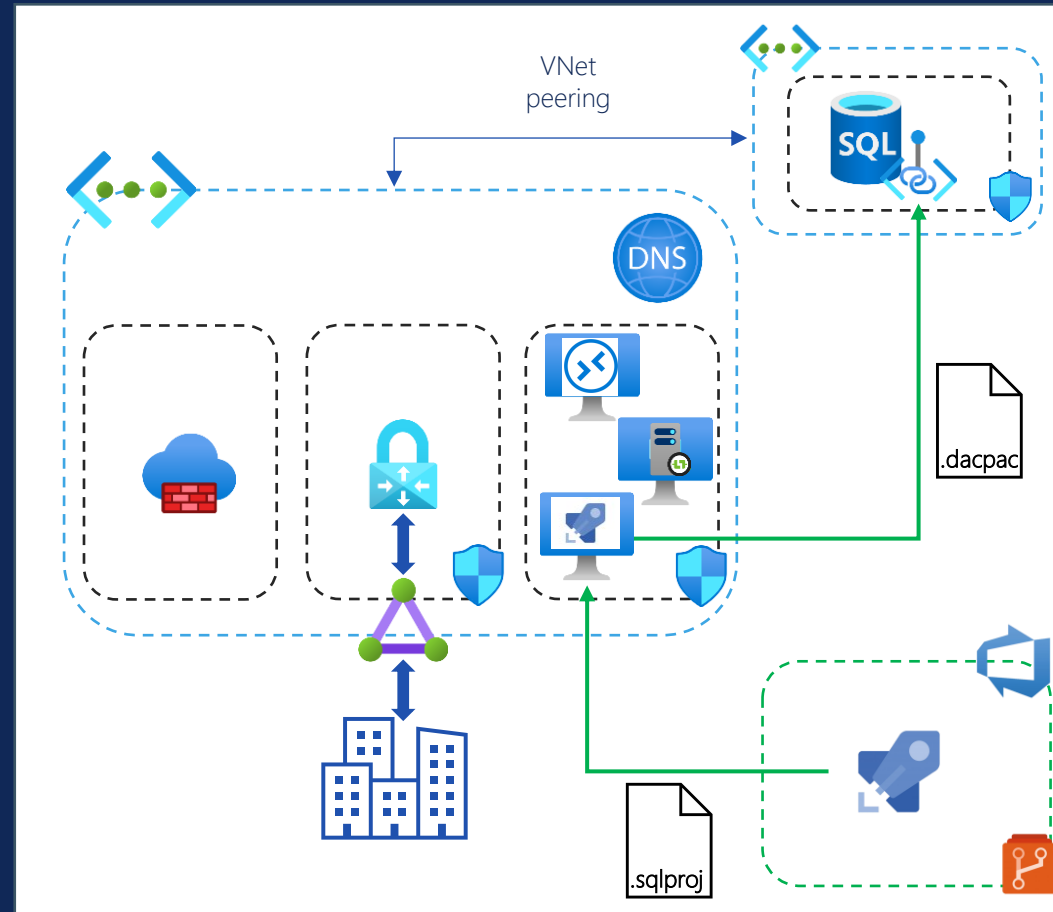 VNet
peering
SQL
DNS
.dacpac
.sqlproj